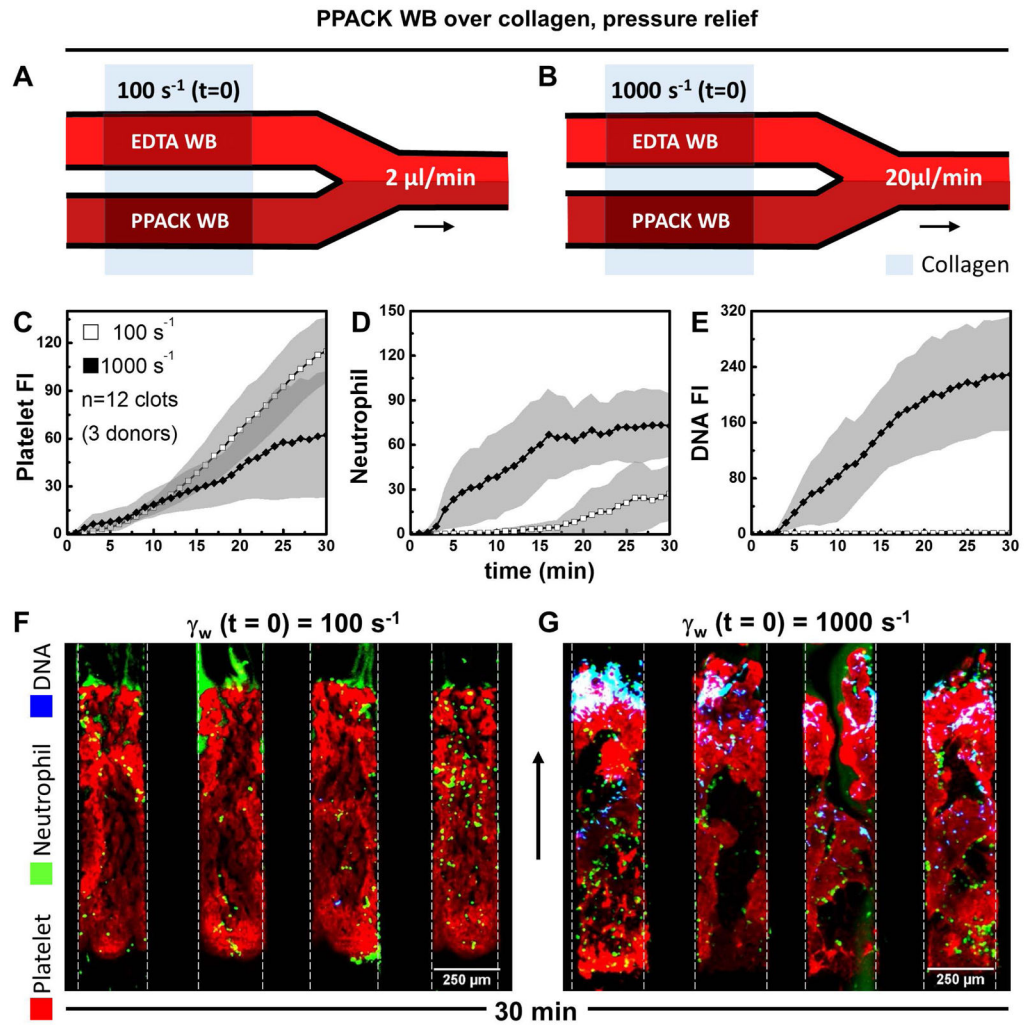 PPACK WB over collagen, pressure relief
A
100 s⁻¹ (t=0)
EDTA WB
PPACK WB
2 µl/min
B
1000 s⁻¹ (t=0)
EDTA WB
PPACK WB
20µl/min
Collagen
C
Platelet FI
120
90
60
30
0
0 5 10 15 20 25 30
100 s⁻¹
1000 s⁻¹
n=12 clots
(3 donors)
D
Neutrophil
150
120
90
60
30
0
0 5 10 15 20 25 30
time (min)
E
DNA FI
320
240
160
80
0
0 5 10 15 20 25 30
F
γw (t = 0) = 100 s⁻¹
G
γw (t = 0) = 1000 s⁻¹
DNA
Neutrophil
Platelet
250 µm
250 µm
30 min